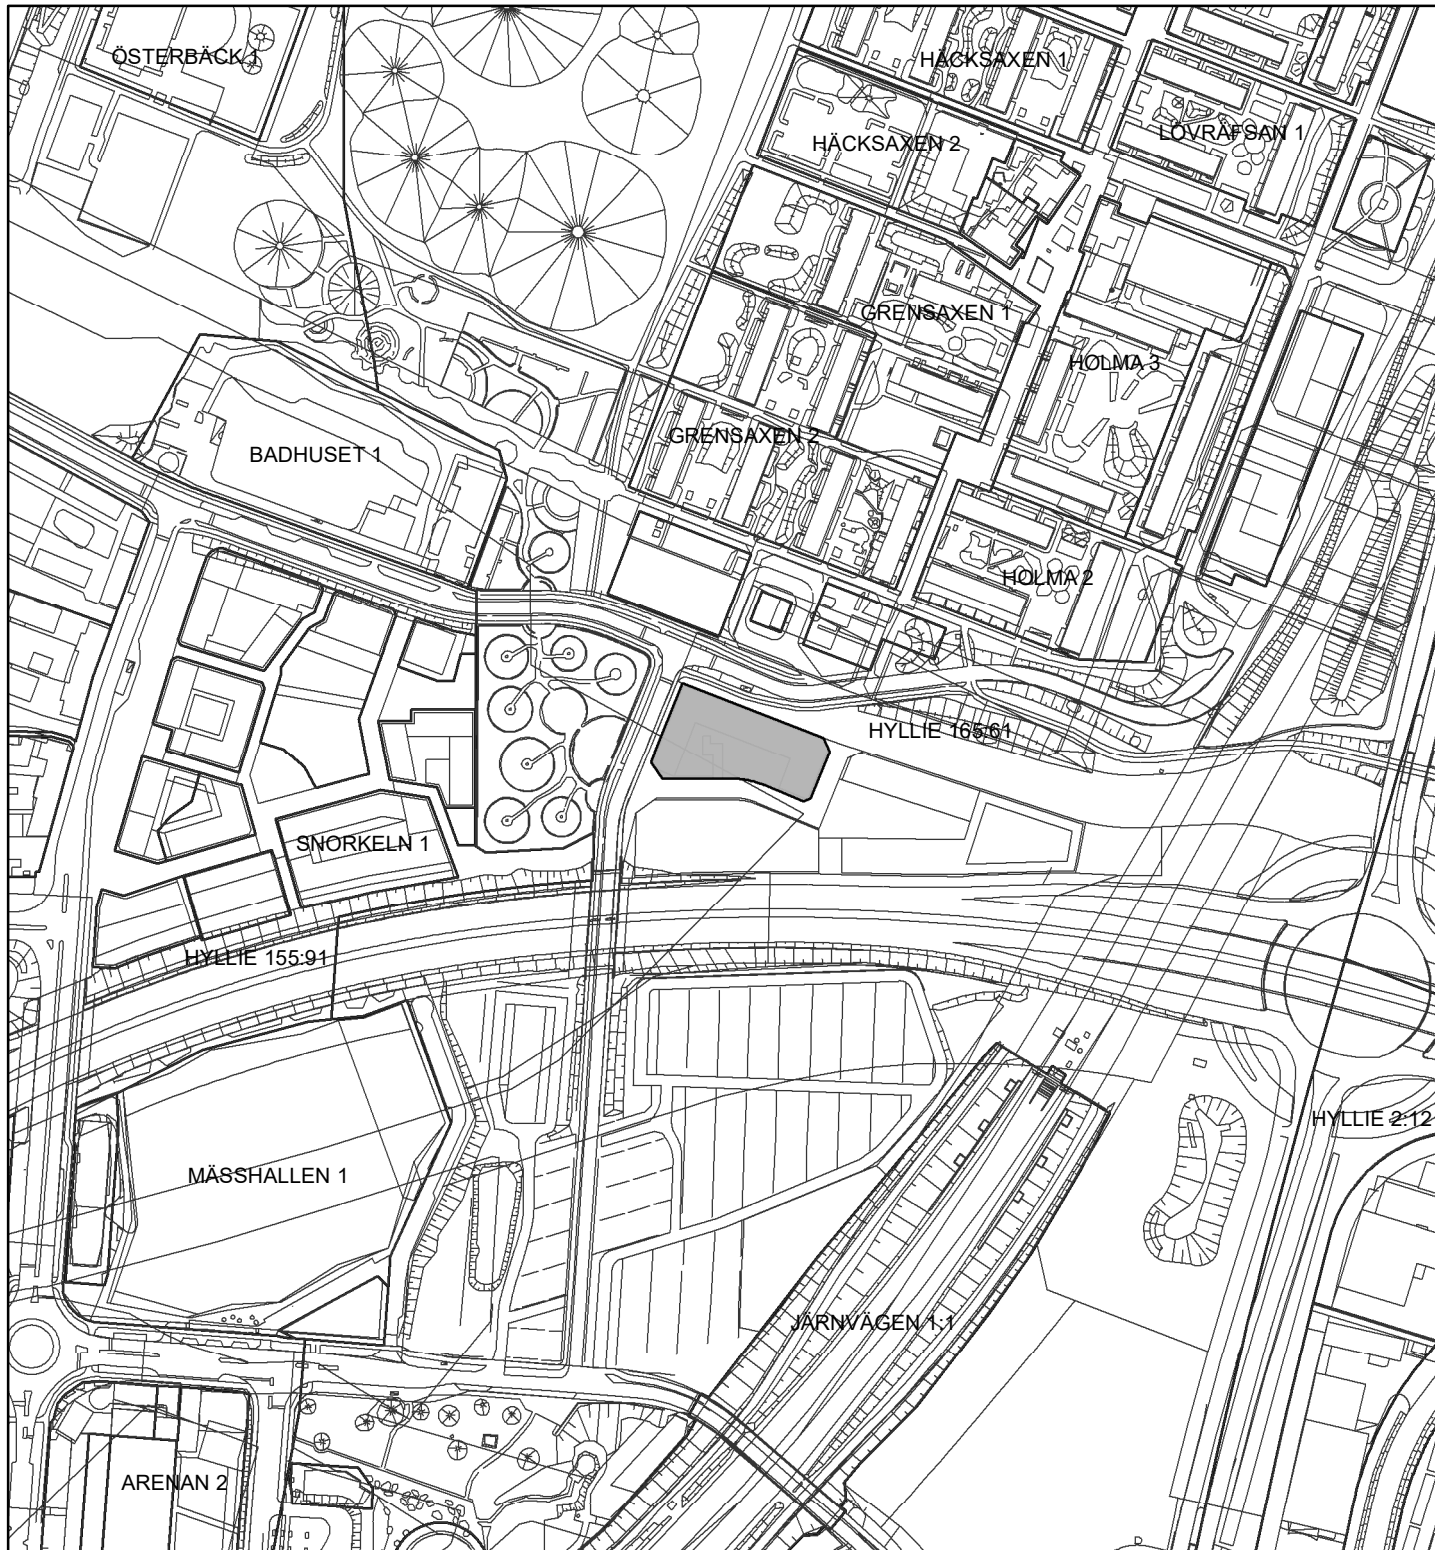 ÖSTERBÄCK 1
HÄCKSAXEN 1
LÖVRÄFSAN 1
HÄCKSAXEN 2
GRENSAXEN 1
HOLMA 3
GRENSAXEN 2
BADHUSET 1
HOLMA 2
HYLLIE 165:61
SNORKELN 1
HYLLIE 155:91
HYLLIE 2:12
MÄSSHALLEN 1
JÄRNVÄGEN 1:1
ARENAN 2